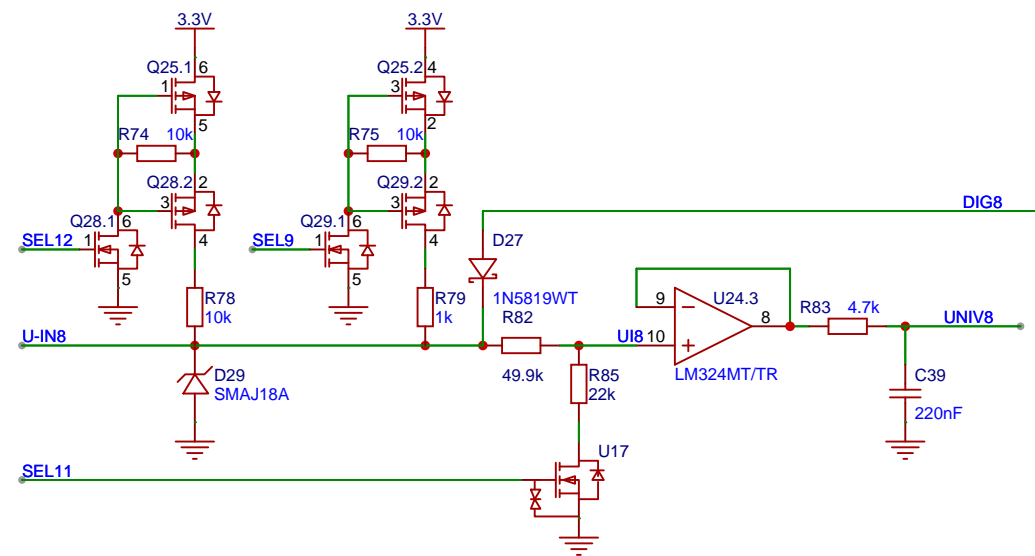 3.3V 3.3V
Q25.1 6 Q25.2 4
1 3
5 2
R74 10k R75 10k
Q28.2 2 Q29.2 2
3 3
Q28.1 6 4 Q29.1 6 4
SEL12 1 SEL9 1
5 5
DIG8
D27
1N5819WT
R78
10k
R79
1k
R82
49.9k
U-IN8
UI8
9
10
U24.3
8
LM324MT/TR
R83 4.7k
UNIV8
D29
SMAJ18A
R85
22k
C39
220nF
U17
SEL11